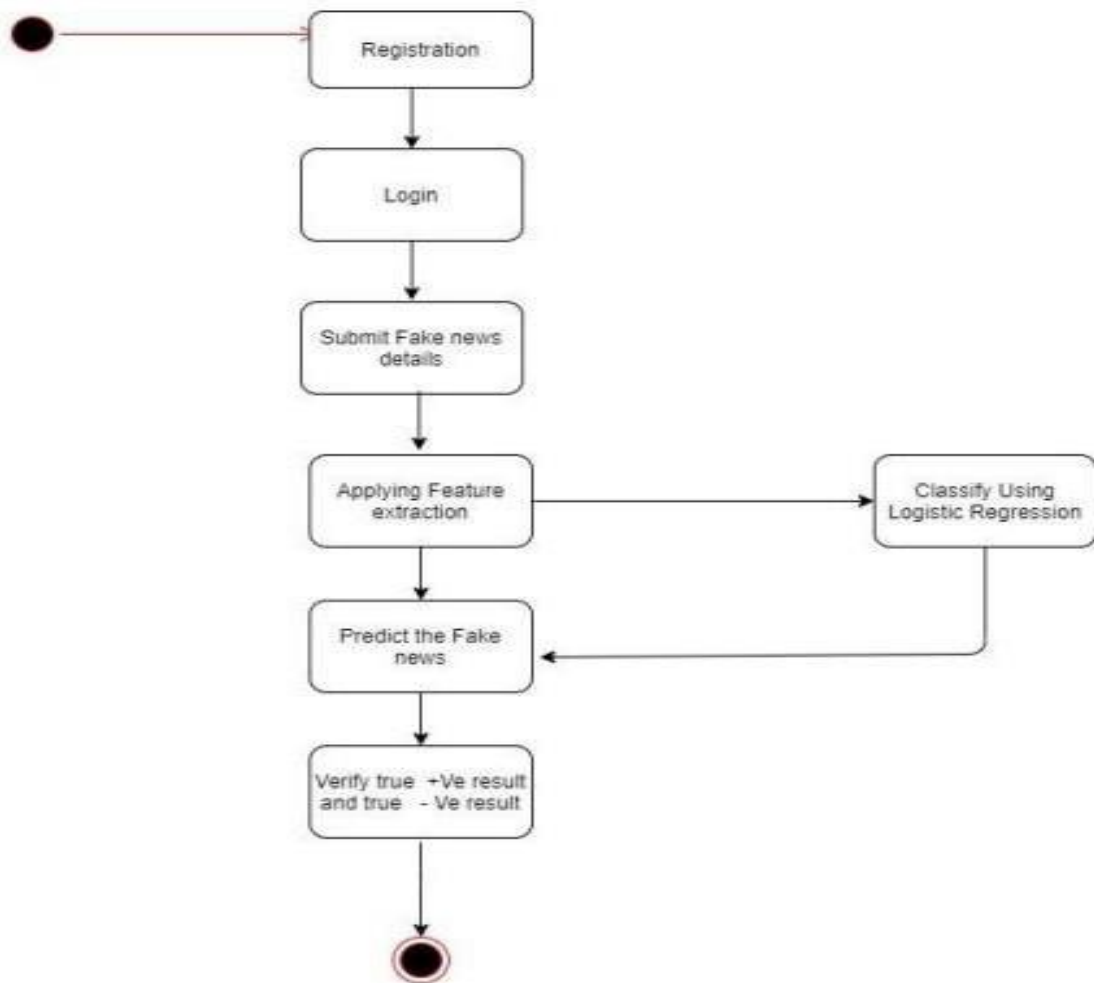 Registration
Login
Submit Fake news
details
Applying Feature
extraction
Classify Using
Logistic Regression
Predict the Fake
news
Verify true +Ve result
and true - Ve result